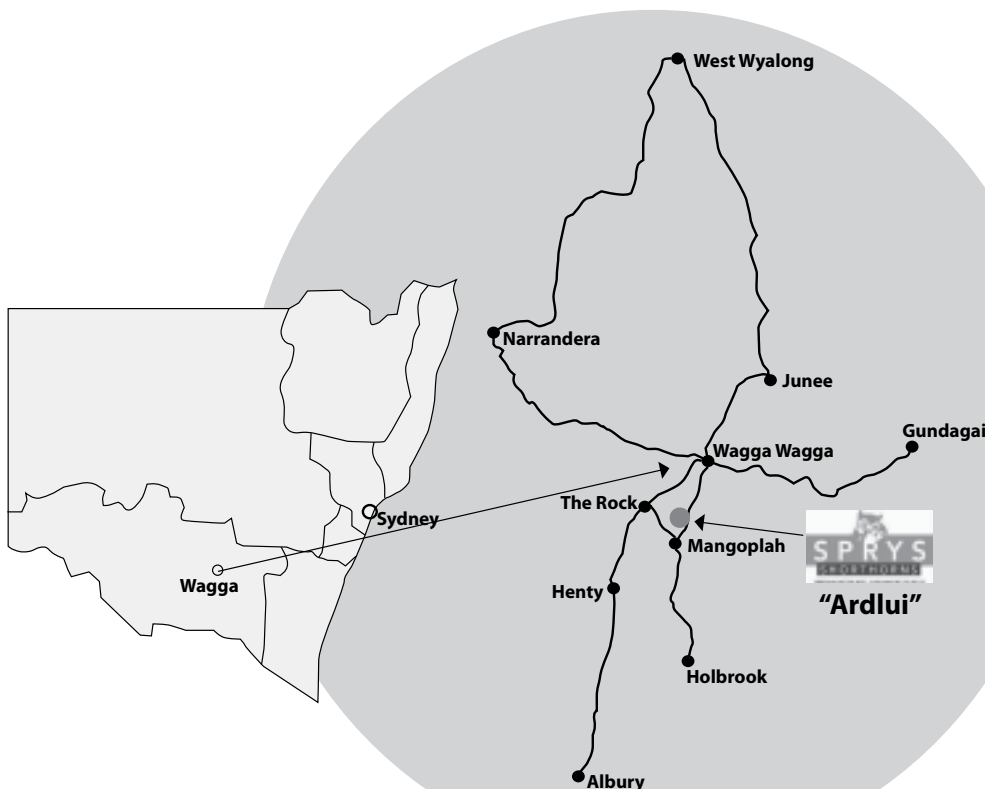 West Wyalong
Narrandera
Junee
Gundagai
Wagga Wagga
The Rock
Sydney
Mangoplah
Wagga
Henty
SPRYS
SHORTHORNS
“Ardlui”
Holbrook
Albury